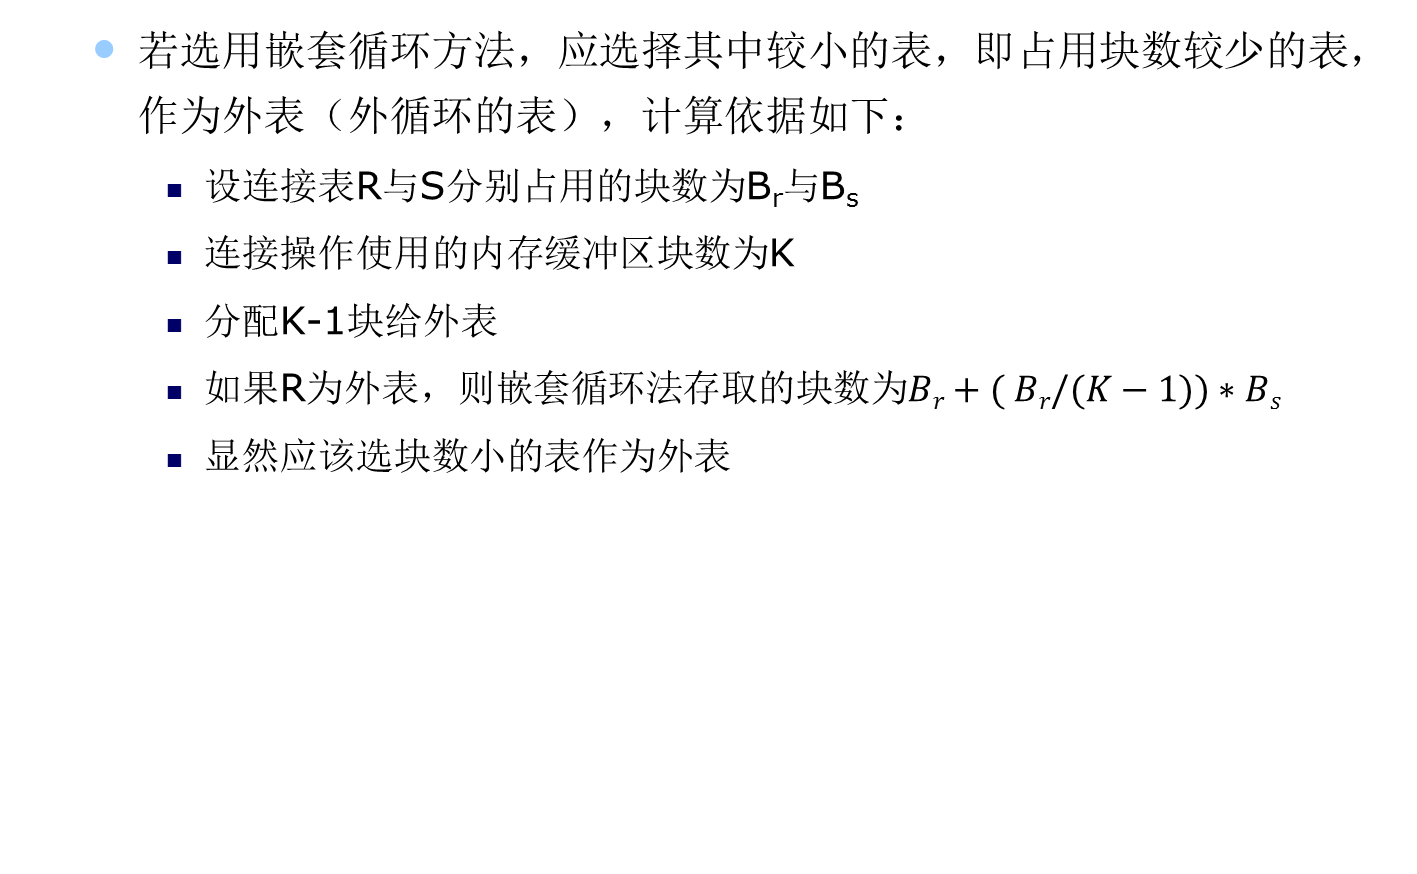 若选用嵌套循环方法，应选择其中较小的表，即占用块数较少的表，
作为外表（外循环的表），计算依据如下：
设连接表R与S分别占用的块数为Br与Bs
连接操作使用的内存缓冲区块数为K
分配K-1块给外表
如果R为外表，则嵌套循环法存取的块数为Br + ( Br/(K − 1)) ∗ Bs
显然应该选块数小的表作为外表